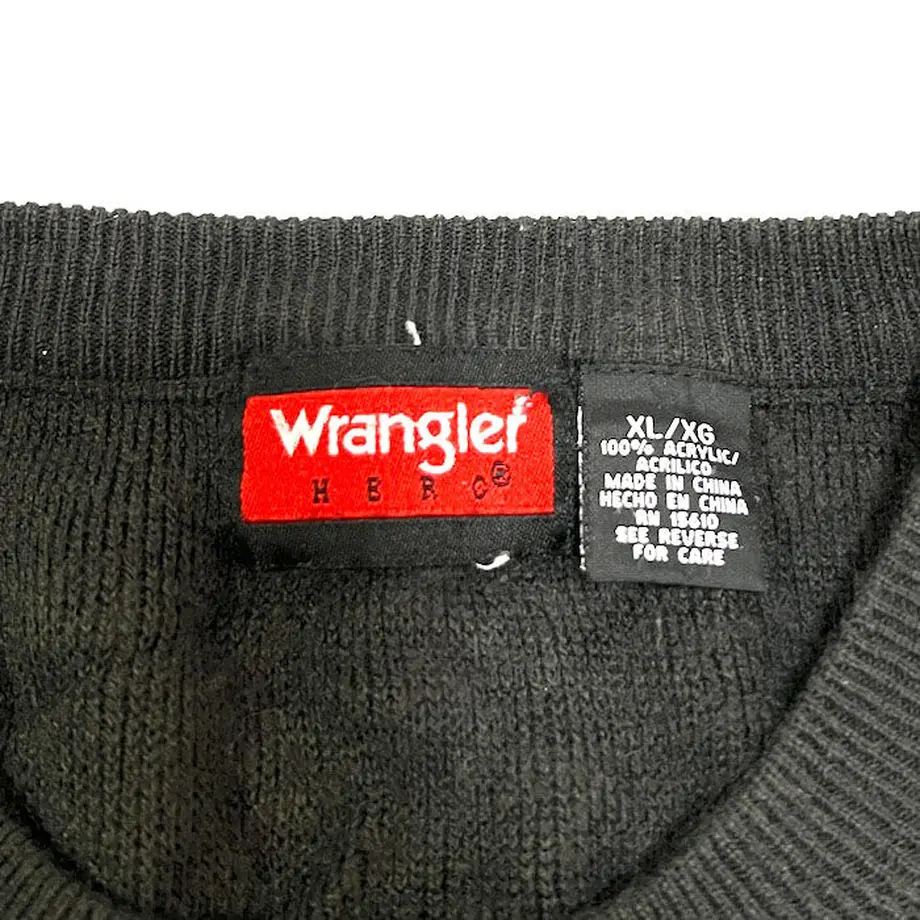 Wrangler
HERO®
XL/XG
100% ACRYLIC/
ACRILICO
MADE IN CHINA
HECHO EN CHINA
RN 15610
SEE REVERSE
FOR CARE